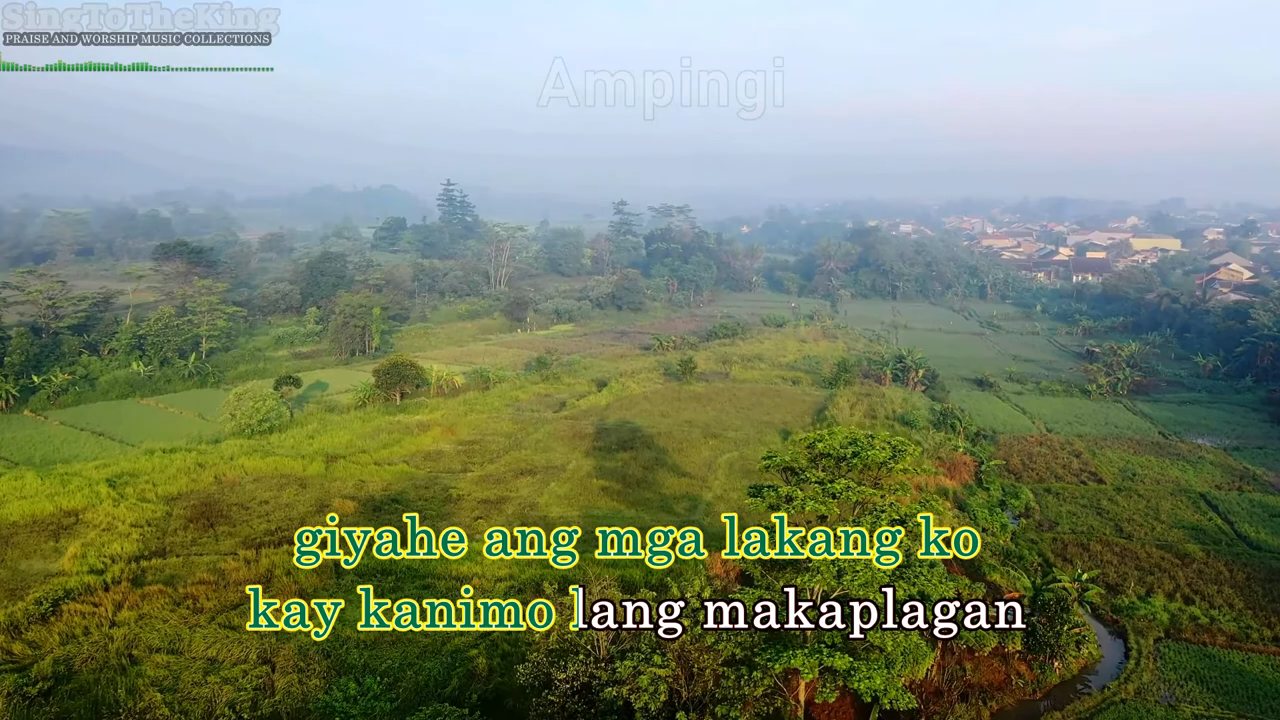 SingToTheKing
PRAISE AND WORSHIP MUSIC COLLECTIONS
Ampingi
giyahe ang mga lakang ko
kay kanimo lang makaplagan